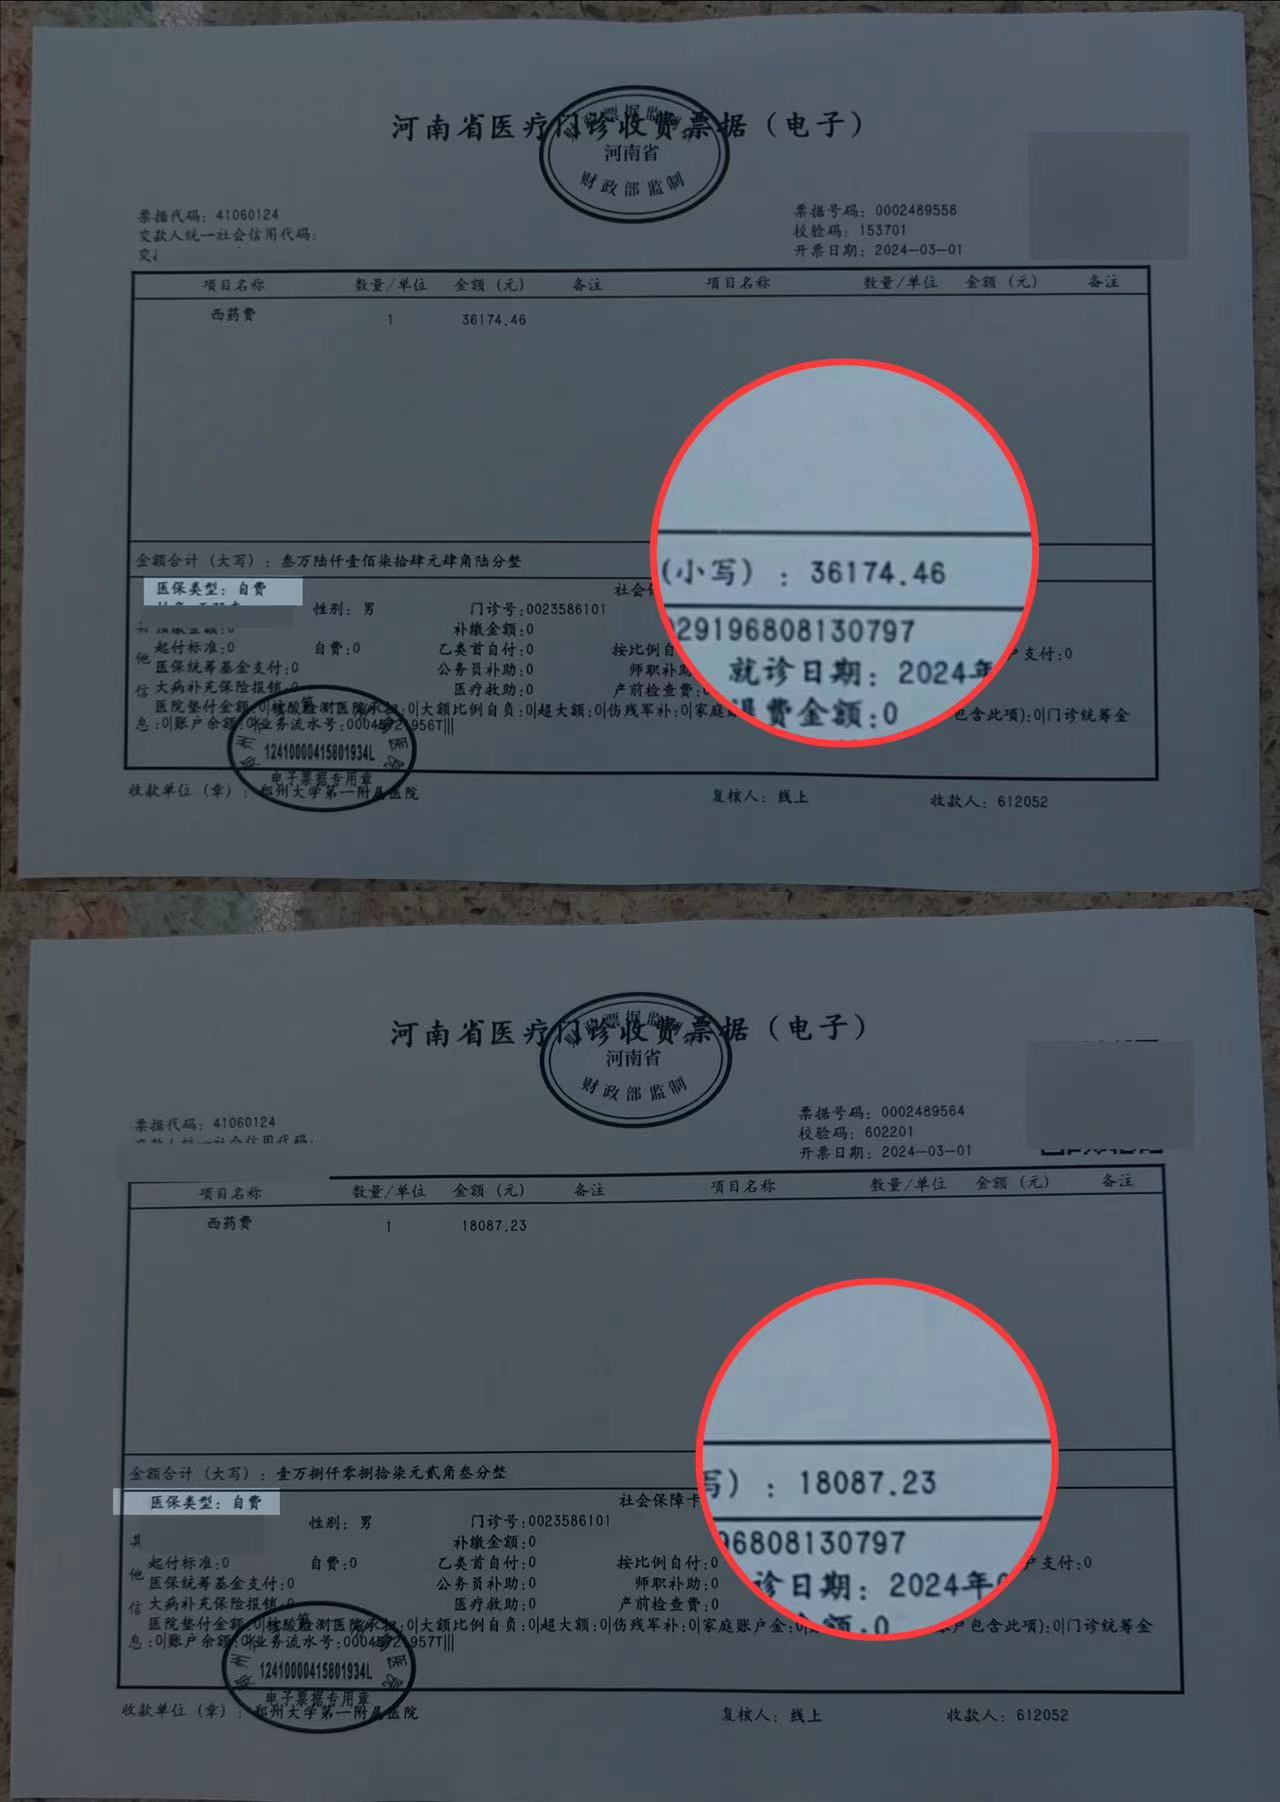 河南省医疗门诊收费票据（电子）
财政票据监制
河南省
财政部监制
票据代码：41060124
票据号码：0002489558
交款人统一社会信用代码：
校验码：153701
交
开票日期：2024-03-01
项目名称 数量/单位 金额（元） 备注 项目名称 数量/单位 金额（元） 备注
西药费 1 36174.46
金额合计（大写）：叁万陆仟壹佰柒拾肆元肆角陆分整 (小写）：36174.46
医保类型：自费 社会保 29196808130797
性别：男 门诊号:0023586101 就诊日期：2024年
预缴金额:0 补缴金额:0 退费金额:0
起付标准:0 自费:0 乙类首自付:0 按比例自 户支付:0
医保统筹基金支付:0 公务员补助:0 师职补助
大病补充保险报销:0 医疗救助:0 产前检查费:0
医院垫付金额:0|核酸检测医院承担:0|大额比例自负:0|超大额:0|伤残军补:0|家庭账 包含此项):0|门诊统筹金
:0|账户余额:0|业务流水号:00045 956T|||
其他信息
12410000415801934L
电子票据专用章
收款单位（章）：郑州大学第一附属医院 复核人：线上 收款人：612052
河南省医疗门诊收费票据（电子）
财政票据监制
河南省
财政部监制
票据代码：41060124
票据号码：0002489564
交款人统一社会信用代码：
校验码：602201
开票日期：2024-03-01
项目名称 数量/单位 金额（元） 备注 项目名称 数量/单位 金额（元） 备注
西药费 1 18087.23
金额合计（大写）：壹万捌仟零捌拾柒元贰角叁分整 写）：18087.23
医保类型：自费 社会保障卡 96808130797
性别：男 门诊号:0023586101 诊日期：2024年
补缴金额:0 金额:0
起付标准:0 自费:0 乙类首自付:0 按比例自付:0 户支付:0
医保统筹基金支付:0 公务员补助:0 师职补助:0
大病补充保险报销:0 医疗救助:0 产前检查费:0
医院垫付金额:0|核酸检测医院承担:0|大额比例自负:0|超大额:0|伤残军补:0|家庭账户金:0 户包含此项):0|门诊统筹金
:0|账户余额:0|业务流水号:00045 957T|||
其他信息
12410000415801934L
电子票据专用章
收款单位（章）：郑州大学第一附属医院 复核人：线上 收款人：612052